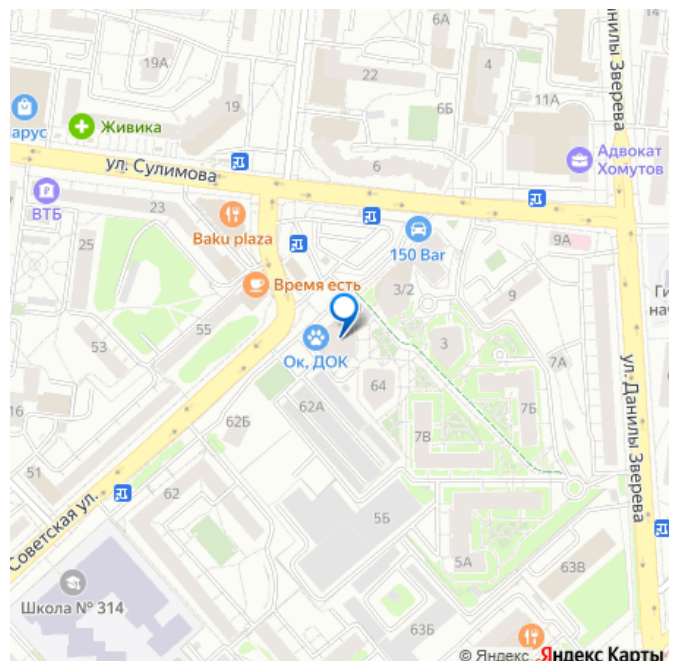 6А
14
19А
22
4
Данилы Зверева
19
6Б
11А
арус
Живика
ул. Сулимова
6
Адвокат
Хомутов
ВТБ
23
Baku plaza
25
150 Bar
9А
Время есть
3/2
9
55
53
Ок, ДОК
3
7А
64
16
62А
7Б
62Б
7В
ул. Данилы Зверева
51
62
5Б
Советская ул.
5А
63В
Школа № 314
63Б
© Яндекс
Яндекс Карты